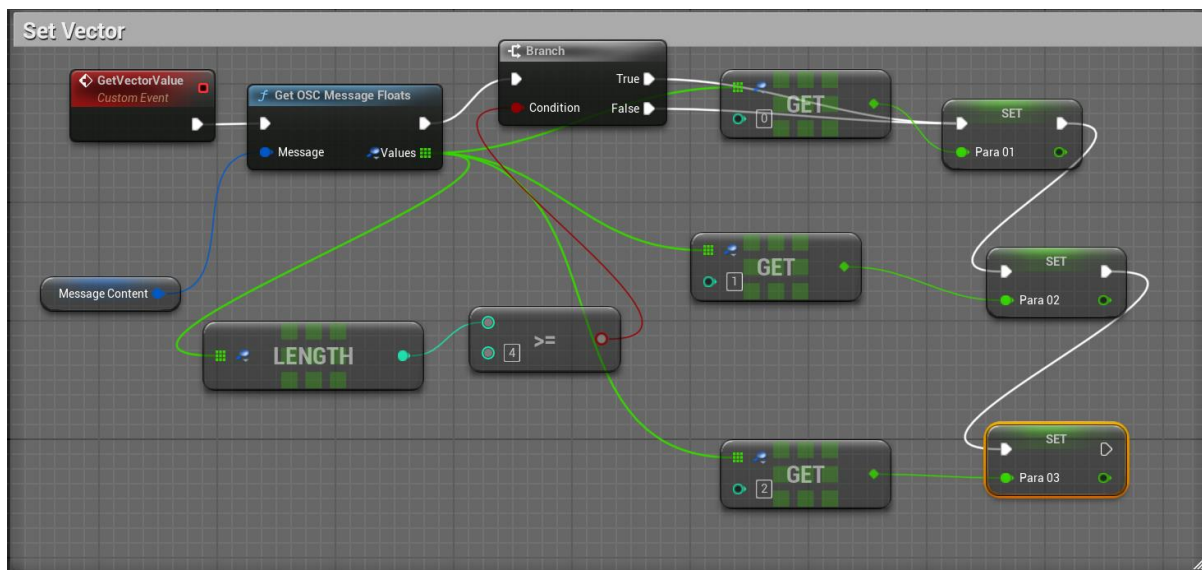 Set Vector
GetVectorValue
Custom Event
f Get OSC Message Floats
Message
Values
Branch
True
Condition
False
GET
0
SET
Para 01
Message Content
GET
1
SET
Para 02
LENGTH
>=
4
GET
2
SET
Para 03